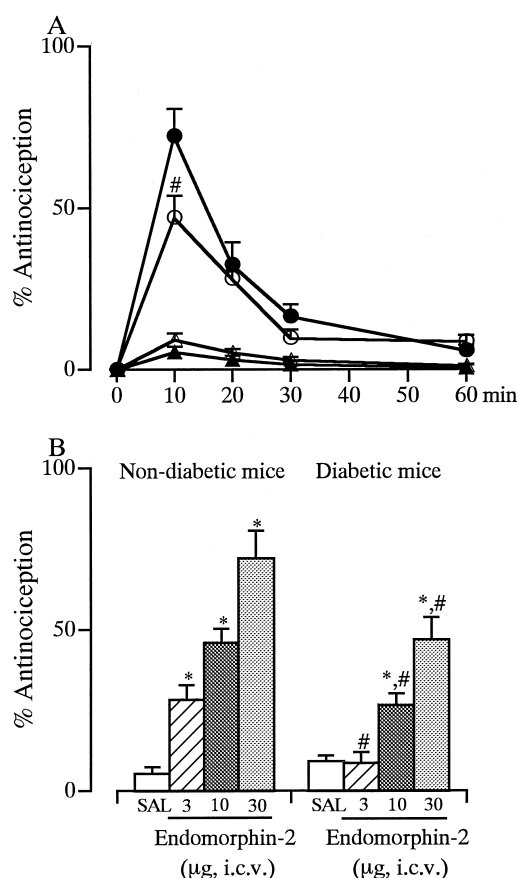 A
100
% Antinociception
#
50
0
0 10 20 30 40 50 60 min
B
100
Non-diabetic mice Diabetic mice
% Antinociception
*
*,#
50
*
*,#
*
#
0
SAL 3 10 30 SAL 3 10 30
Endomorphin-2 Endomorphin-2
(μg, i.c.v.) (μg, i.c.v.)